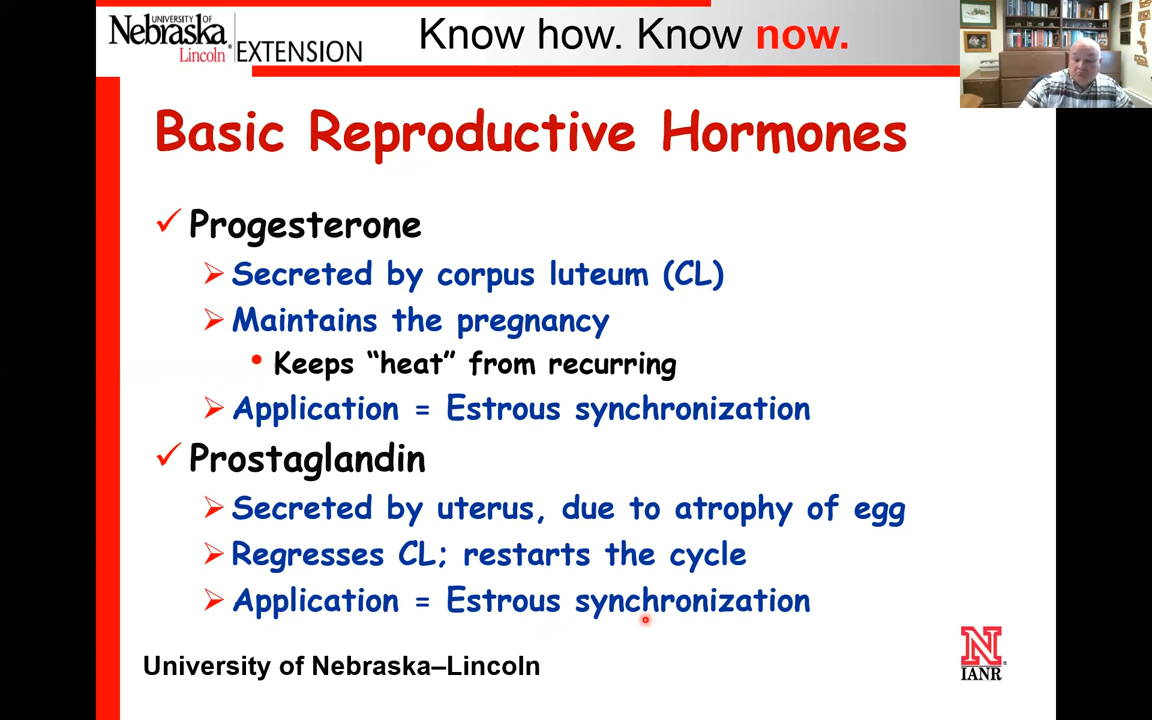 UNIVERSITY OF
Nebraska
Lincoln
EXTENSION
Know how. Know now.
Basic Reproductive Hormones
✓ Progesterone
➢ Secreted by corpus luteum (CL)
➢ Maintains the pregnancy
• Keeps “heat” from recurring
➢ Application = Estrous synchronization
✓ Prostaglandin
➢ Secreted by uterus, due to atrophy of egg
➢ Regresses CL; restarts the cycle
➢ Application = Estrous synchronization
University of Nebraska–Lincoln
N
IANR